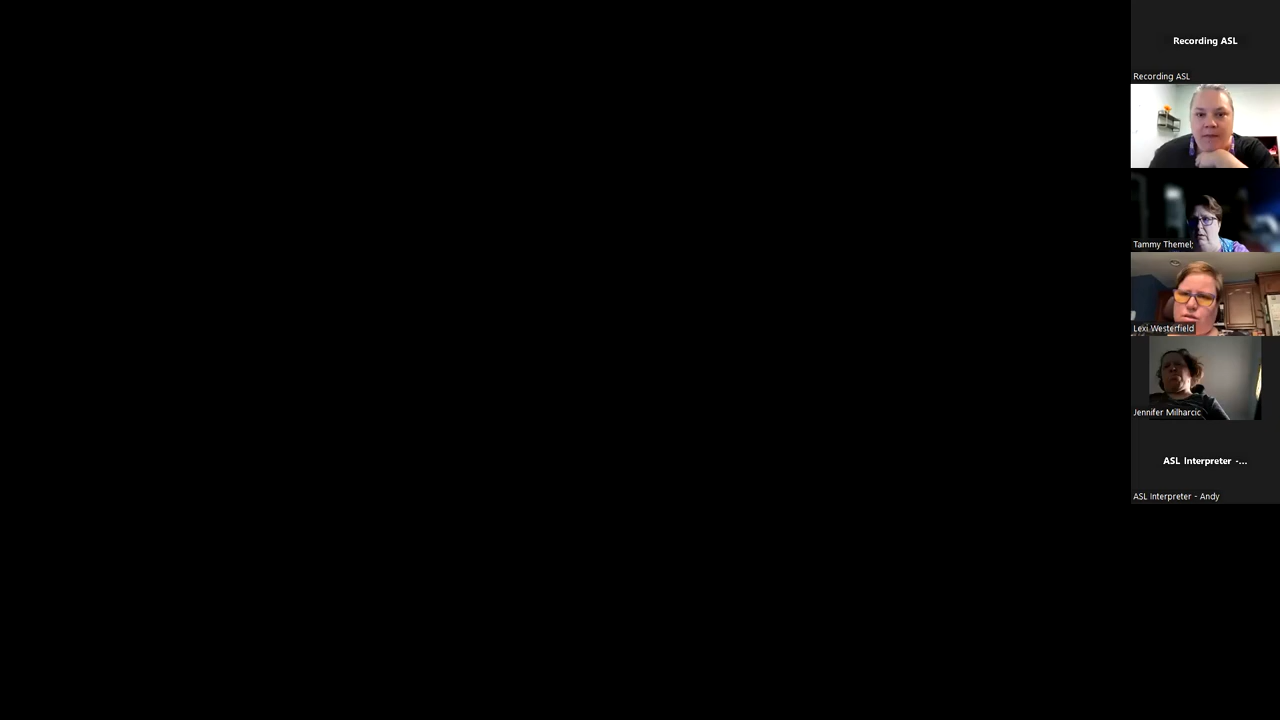 Recording ASL
Recording ASL
Tammy Themel;
Lexi Westerfield
Jennifer Milharcic
ASL Interpreter -...
ASL Interpreter - Andy